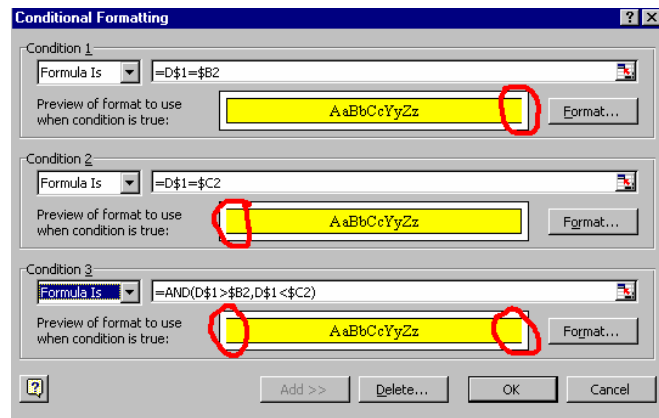 Conditional Formatting
Condition 1
Formula Is =D$1=$B2
Preview of format to use
when condition is true:
AaBbCcYyZz
Format...
Condition 2
Formula Is =D$1=$C2
Preview of format to use
when condition is true:
AaBbCcYyZz
Format...
Condition 3
Formula Is =AND(D$1>$B2,D$1<$C2)
Preview of format to use
when condition is true:
AaBbCcYyZz
Format...
Add >> Delete... OK Cancel